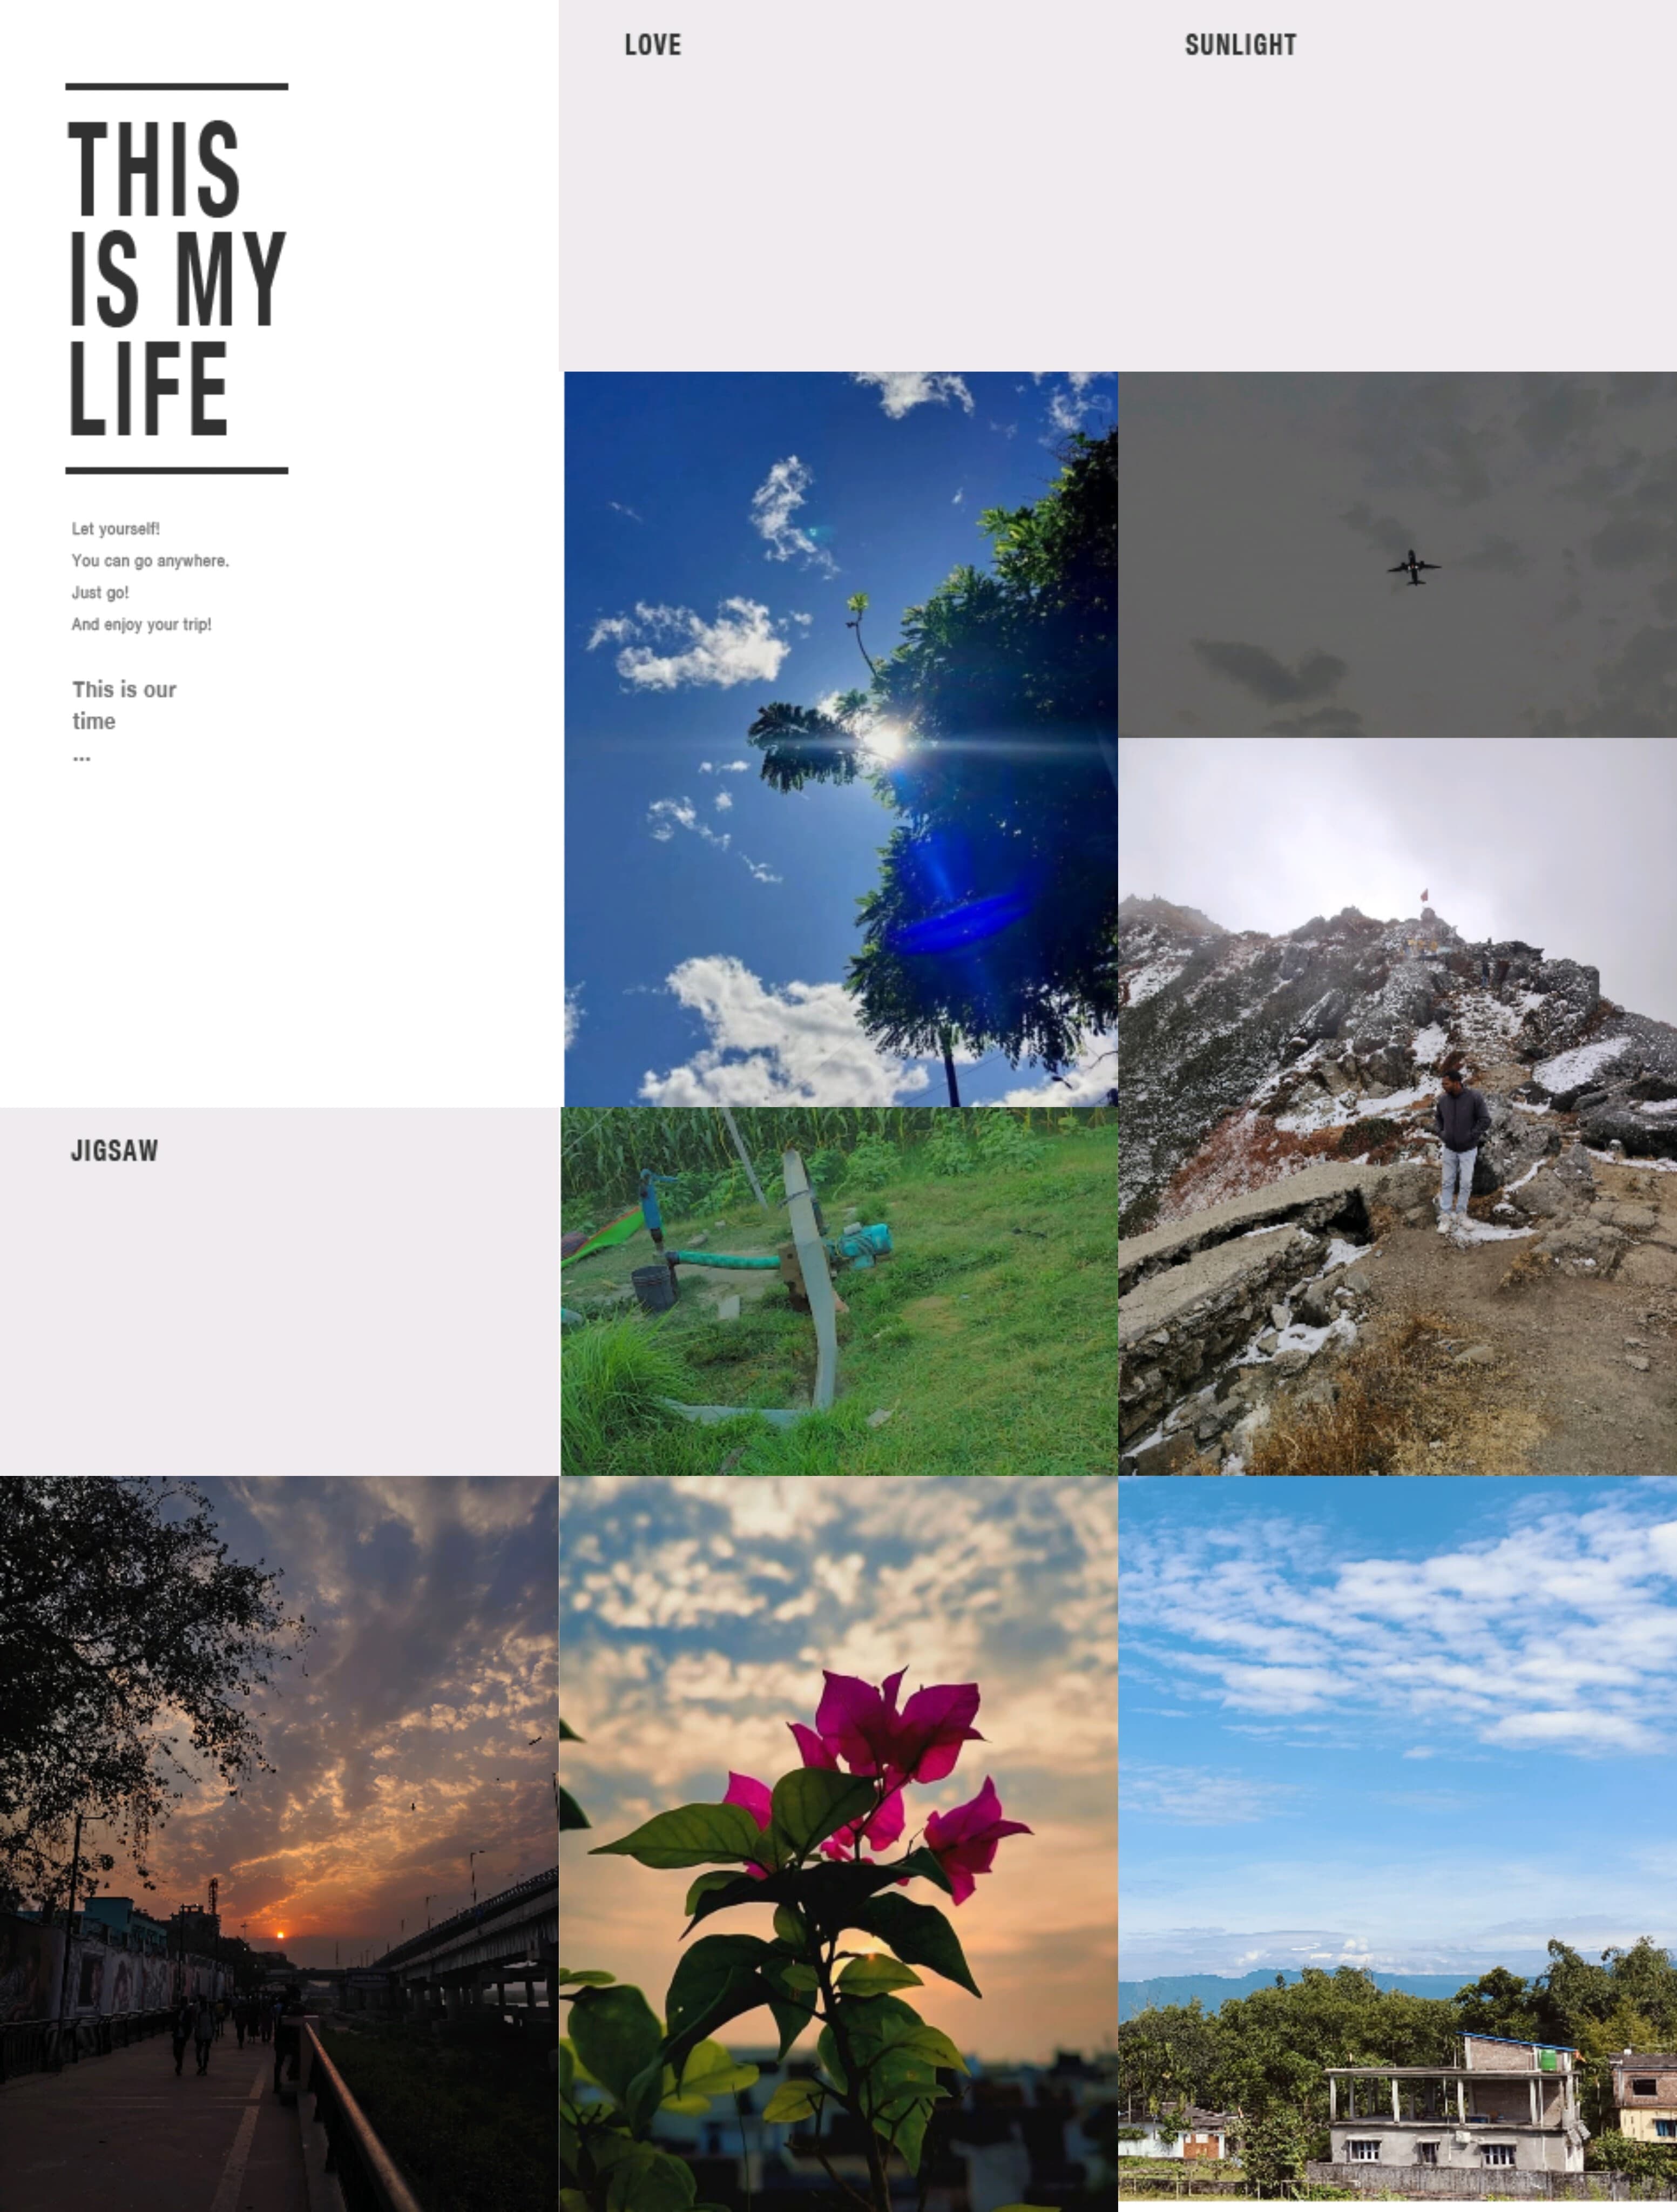 THIS
IS MY
LIFE
Let yourself!
You can go anywhere.
Just go!
And enjoy your trip!
This is our
time
...
LOVE
SUNLIGHT
JIGSAW